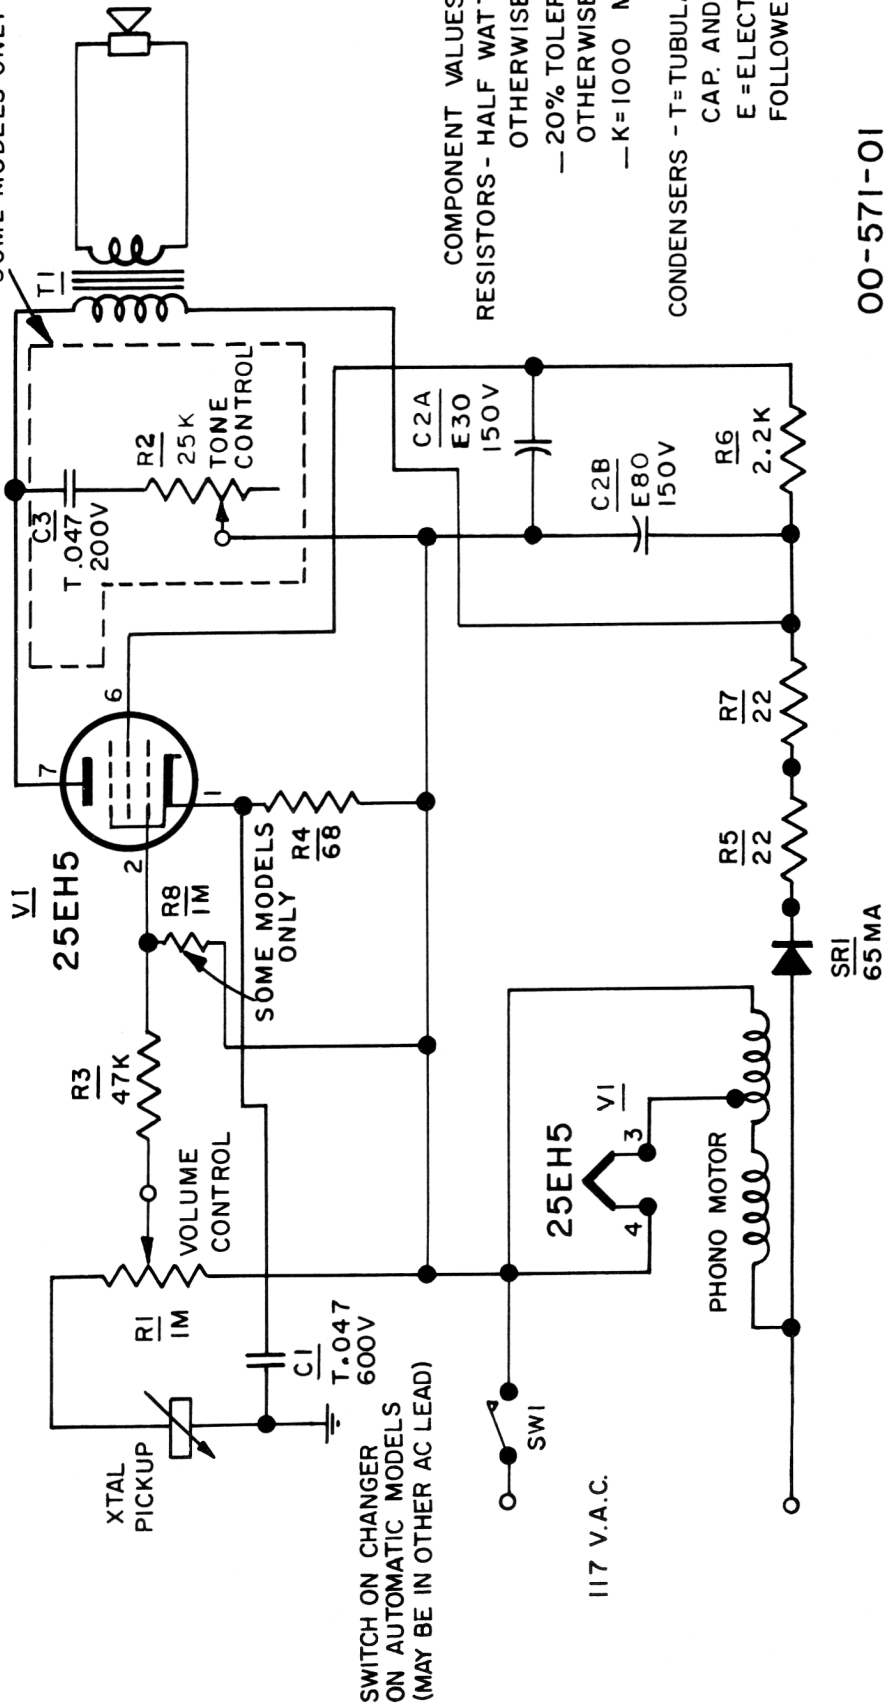 SOME MODELS ONLY
T1
C3
T.047
200V
R2
25K
TONE
CONTROL
V1
25EH5
7
6
2
1
R8
1M
SOME MODELS
ONLY
R4
68
R3
47K
VOLUME
CONTROL
R1
1M
XTAL
PICKUP
C1
T.047
600V
SWITCH ON CHANGER
ON AUTOMATIC MODELS
(MAY BE IN OTHER AC LEAD)
SW1
117 V.A.C.
25EH5
V1
4
3
PHONO MOTOR
SR1
65MA
R5
22
R7
22
R6
2.2K
C2A
E30
150V
C2B
E80
150V
COMPONENT VALUES
RESISTORS - HALF WATT
OTHERWISE
— 20% TOLER
OTHERWISE
— K=1000 M
CONDENSERS - T=TUBULA
CAP. AND
E=ELECT
FOLLOWE
00-571-01